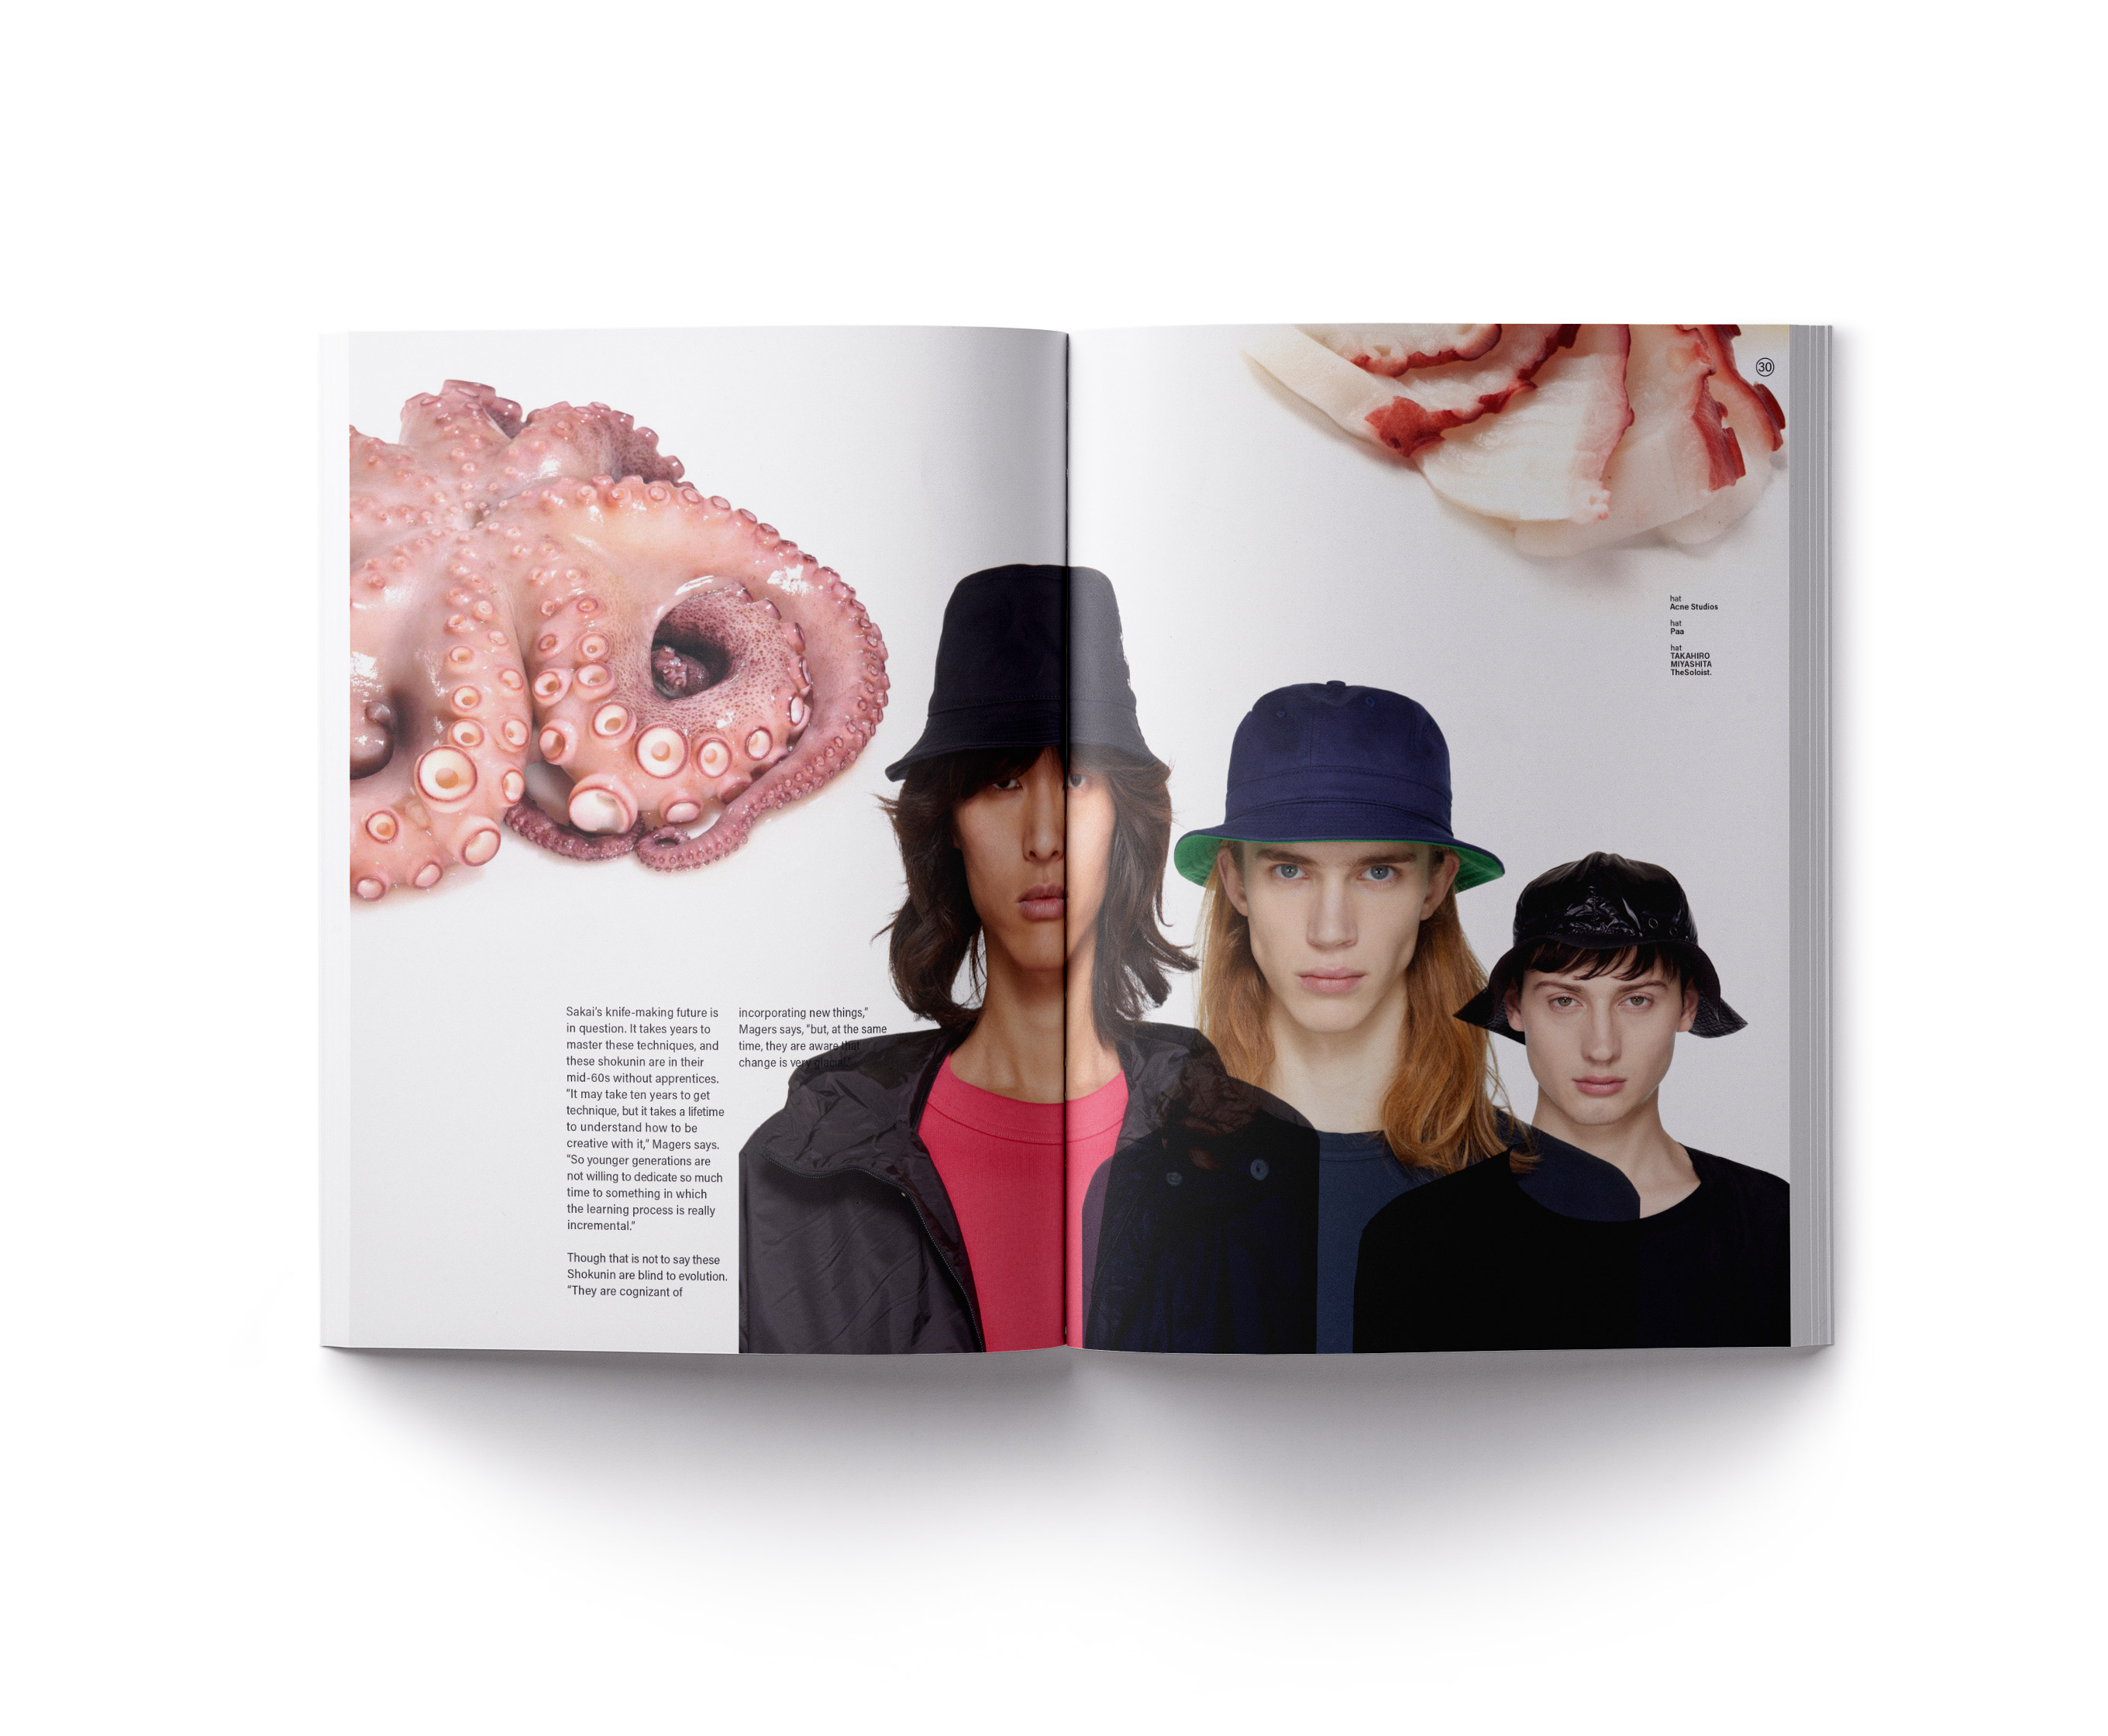 Sakai's knife-making future is
in question. It takes years to
master these techniques, and
these shokunin are in their
mid-60s without apprentices.
"It may take ten years to get
technique, but it takes a lifetime
to understand how to be
creative with it," Magers says.
"So younger generations are
not willing to dedicate so much
time to something in which
the learning process is really
incremental."
Though that is not to say these
Shokunin are blind to evolution.
"They are cognizant of
incorporating new things,"
Magers says, "but, at the same
time, they are aware that
change is very glacial."
30
hat
Acne Studios
hat
Paa
hat
TAKAHIRO
MIYASHITA
TheSoloist.